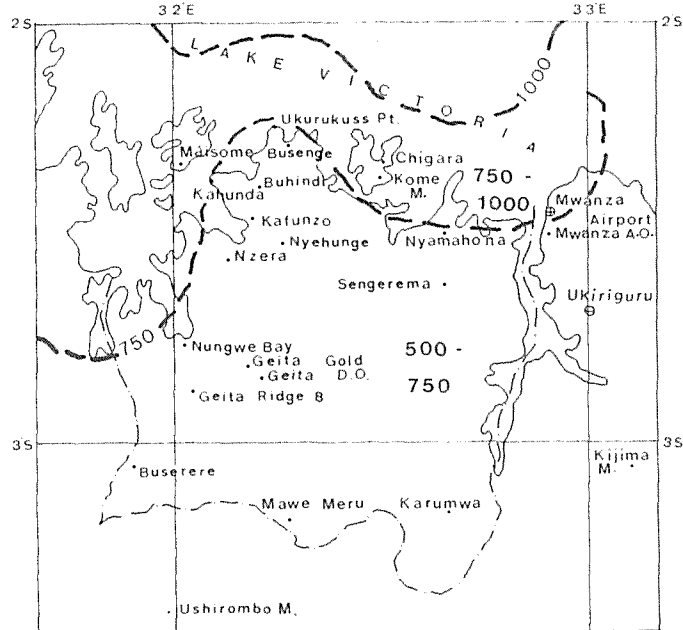 32E
33E
2S
2S
LAKE VICTORIA
1000
Ukurukuss Pt.
Maisome
Busenge
Chigara
Kahunda
Buhindi
Kome M.
750 - 1000
Mwanza Airport
Kafunzo
Nyehunge
Nyamahona
Mwanza A.O.
Nzera
Sengerema
Ukiriguru
750
Nungwe Bay
500 - 750
Geita Gold
Geita D.O.
Geita Ridge 8
3S
3S
Kijima M.
Buserere
Mawe Meru
Karumwa
Ushirombo M.